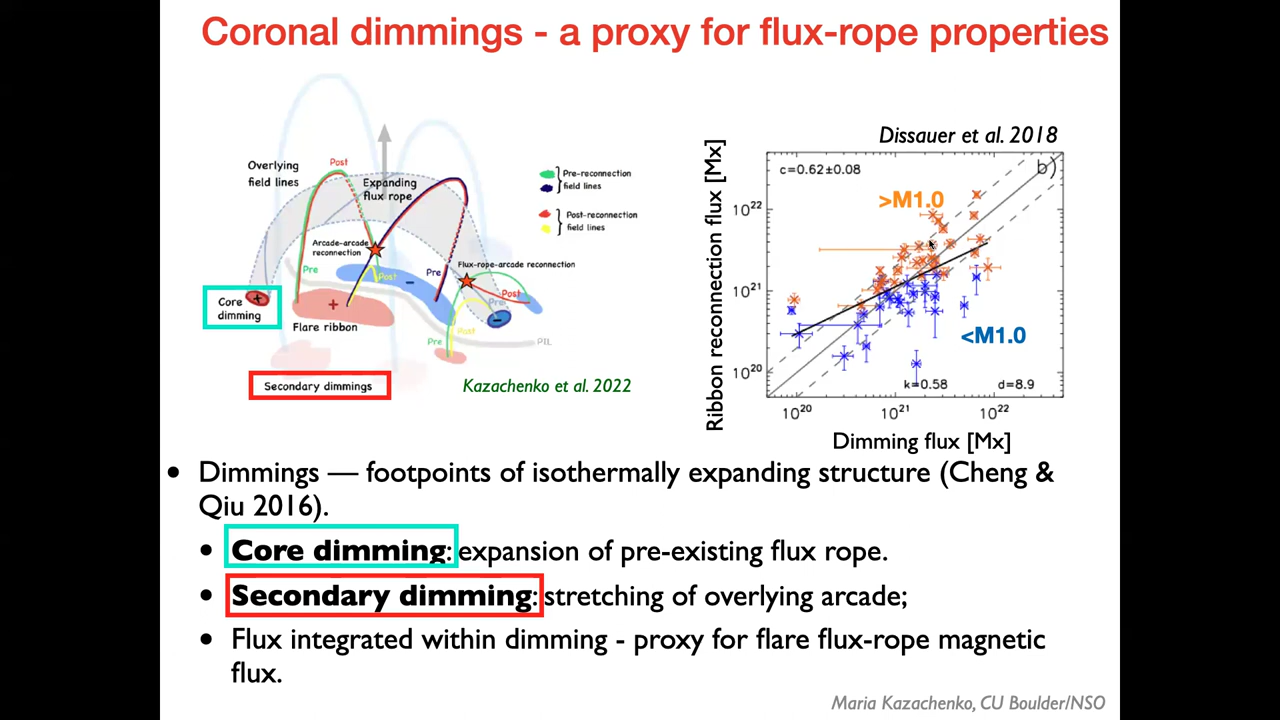 Coronal dimmings - a proxy for flux-rope properties
Overlying
field lines
Post
Expanding
flux rope
Pre-reconnection
field lines
Post-reconnection
field lines
Arcade-arcade
reconnection
Flux-rope-arcade reconnection
Pre
Post
Pre
Post
Pre
Core
dimming
+
+
-
-
Flare ribbon
Post
Pre
PIL
Secondary dimmings
Kazachenko et al. 2022
Dissauer et al. 2018
c=0.62±0.08
b)
>M1.0
<M1.0
k=0.58
d=8.9
10²²
10²¹
10²⁰
10²⁰
10²¹
10²²
Ribbon reconnection flux [Mx]
Dimming flux [Mx]
• Dimmings — footpoints of isothermally expanding structure (Cheng &
Qiu 2016).
• Core dimming: expansion of pre-existing flux rope.
• Secondary dimming: stretching of overlying arcade;
• Flux integrated within dimming - proxy for flare flux-rope magnetic
flux.
Maria Kazachenko, CU Boulder/NSO